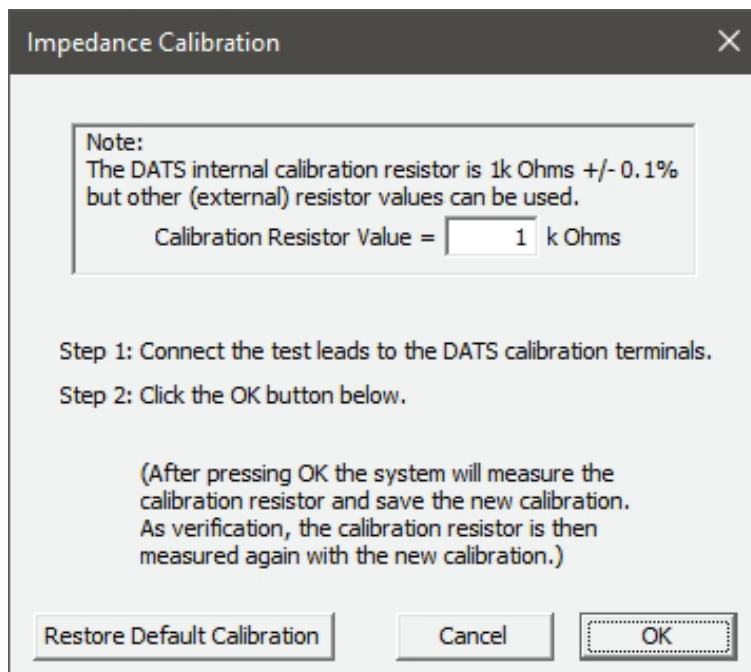 Impedance Calibration
Note:
The DATS internal calibration resistor is 1k Ohms +/- 0.1%
but other (external) resistor values can be used.
Calibration Resistor Value = 1 k Ohms
Step 1: Connect the test leads to the DATS calibration terminals.
Step 2: Click the OK button below.
(After pressing OK the system will measure the
calibration resistor and save the new calibration.
As verification, the calibration resistor is then
measured again with the new calibration.)
Restore Default Calibration Cancel OK